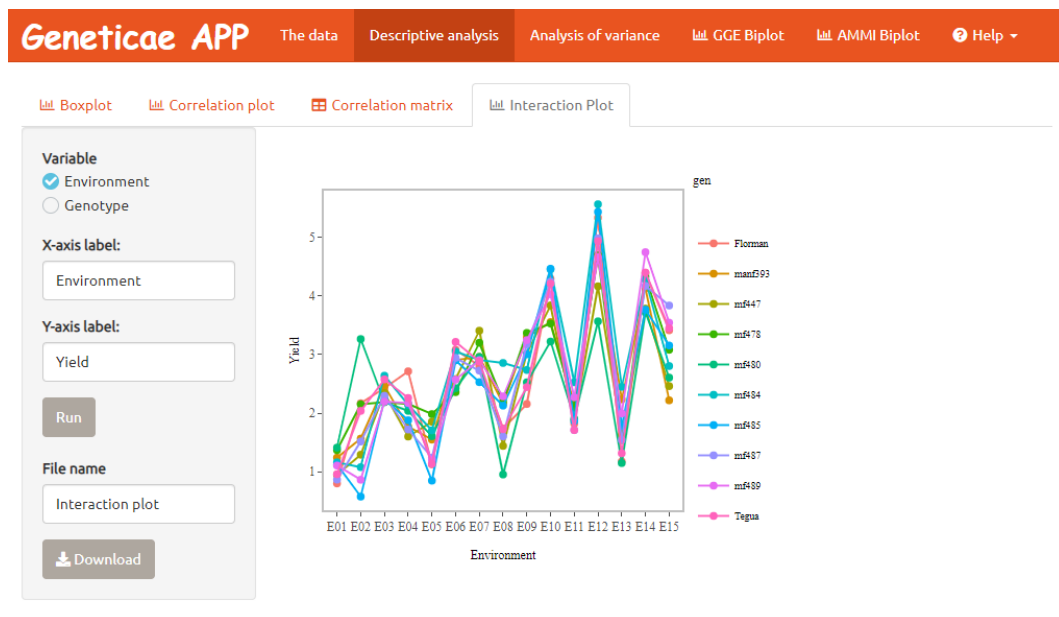 Geneticae APP The data Descriptive analysis Analysis of variance GGE Biplot AMMI Biplot Help
Boxplot Correlation plot Correlation matrix Interaction Plot
Variable
Environment
Genotype
X-axis label:
Environment
Y-axis label:
Yield
Run
File name
Interaction plot
Download
Yield
5
4
3
2
1
E01 E02 E03 E04 E05 E06 E07 E08 E09 E10 E11 E12 E13 E14 E15
Environment
gen
Florman
manf393
mf447
mf478
mf480
mf484
mf485
mf487
mf489
Tegua